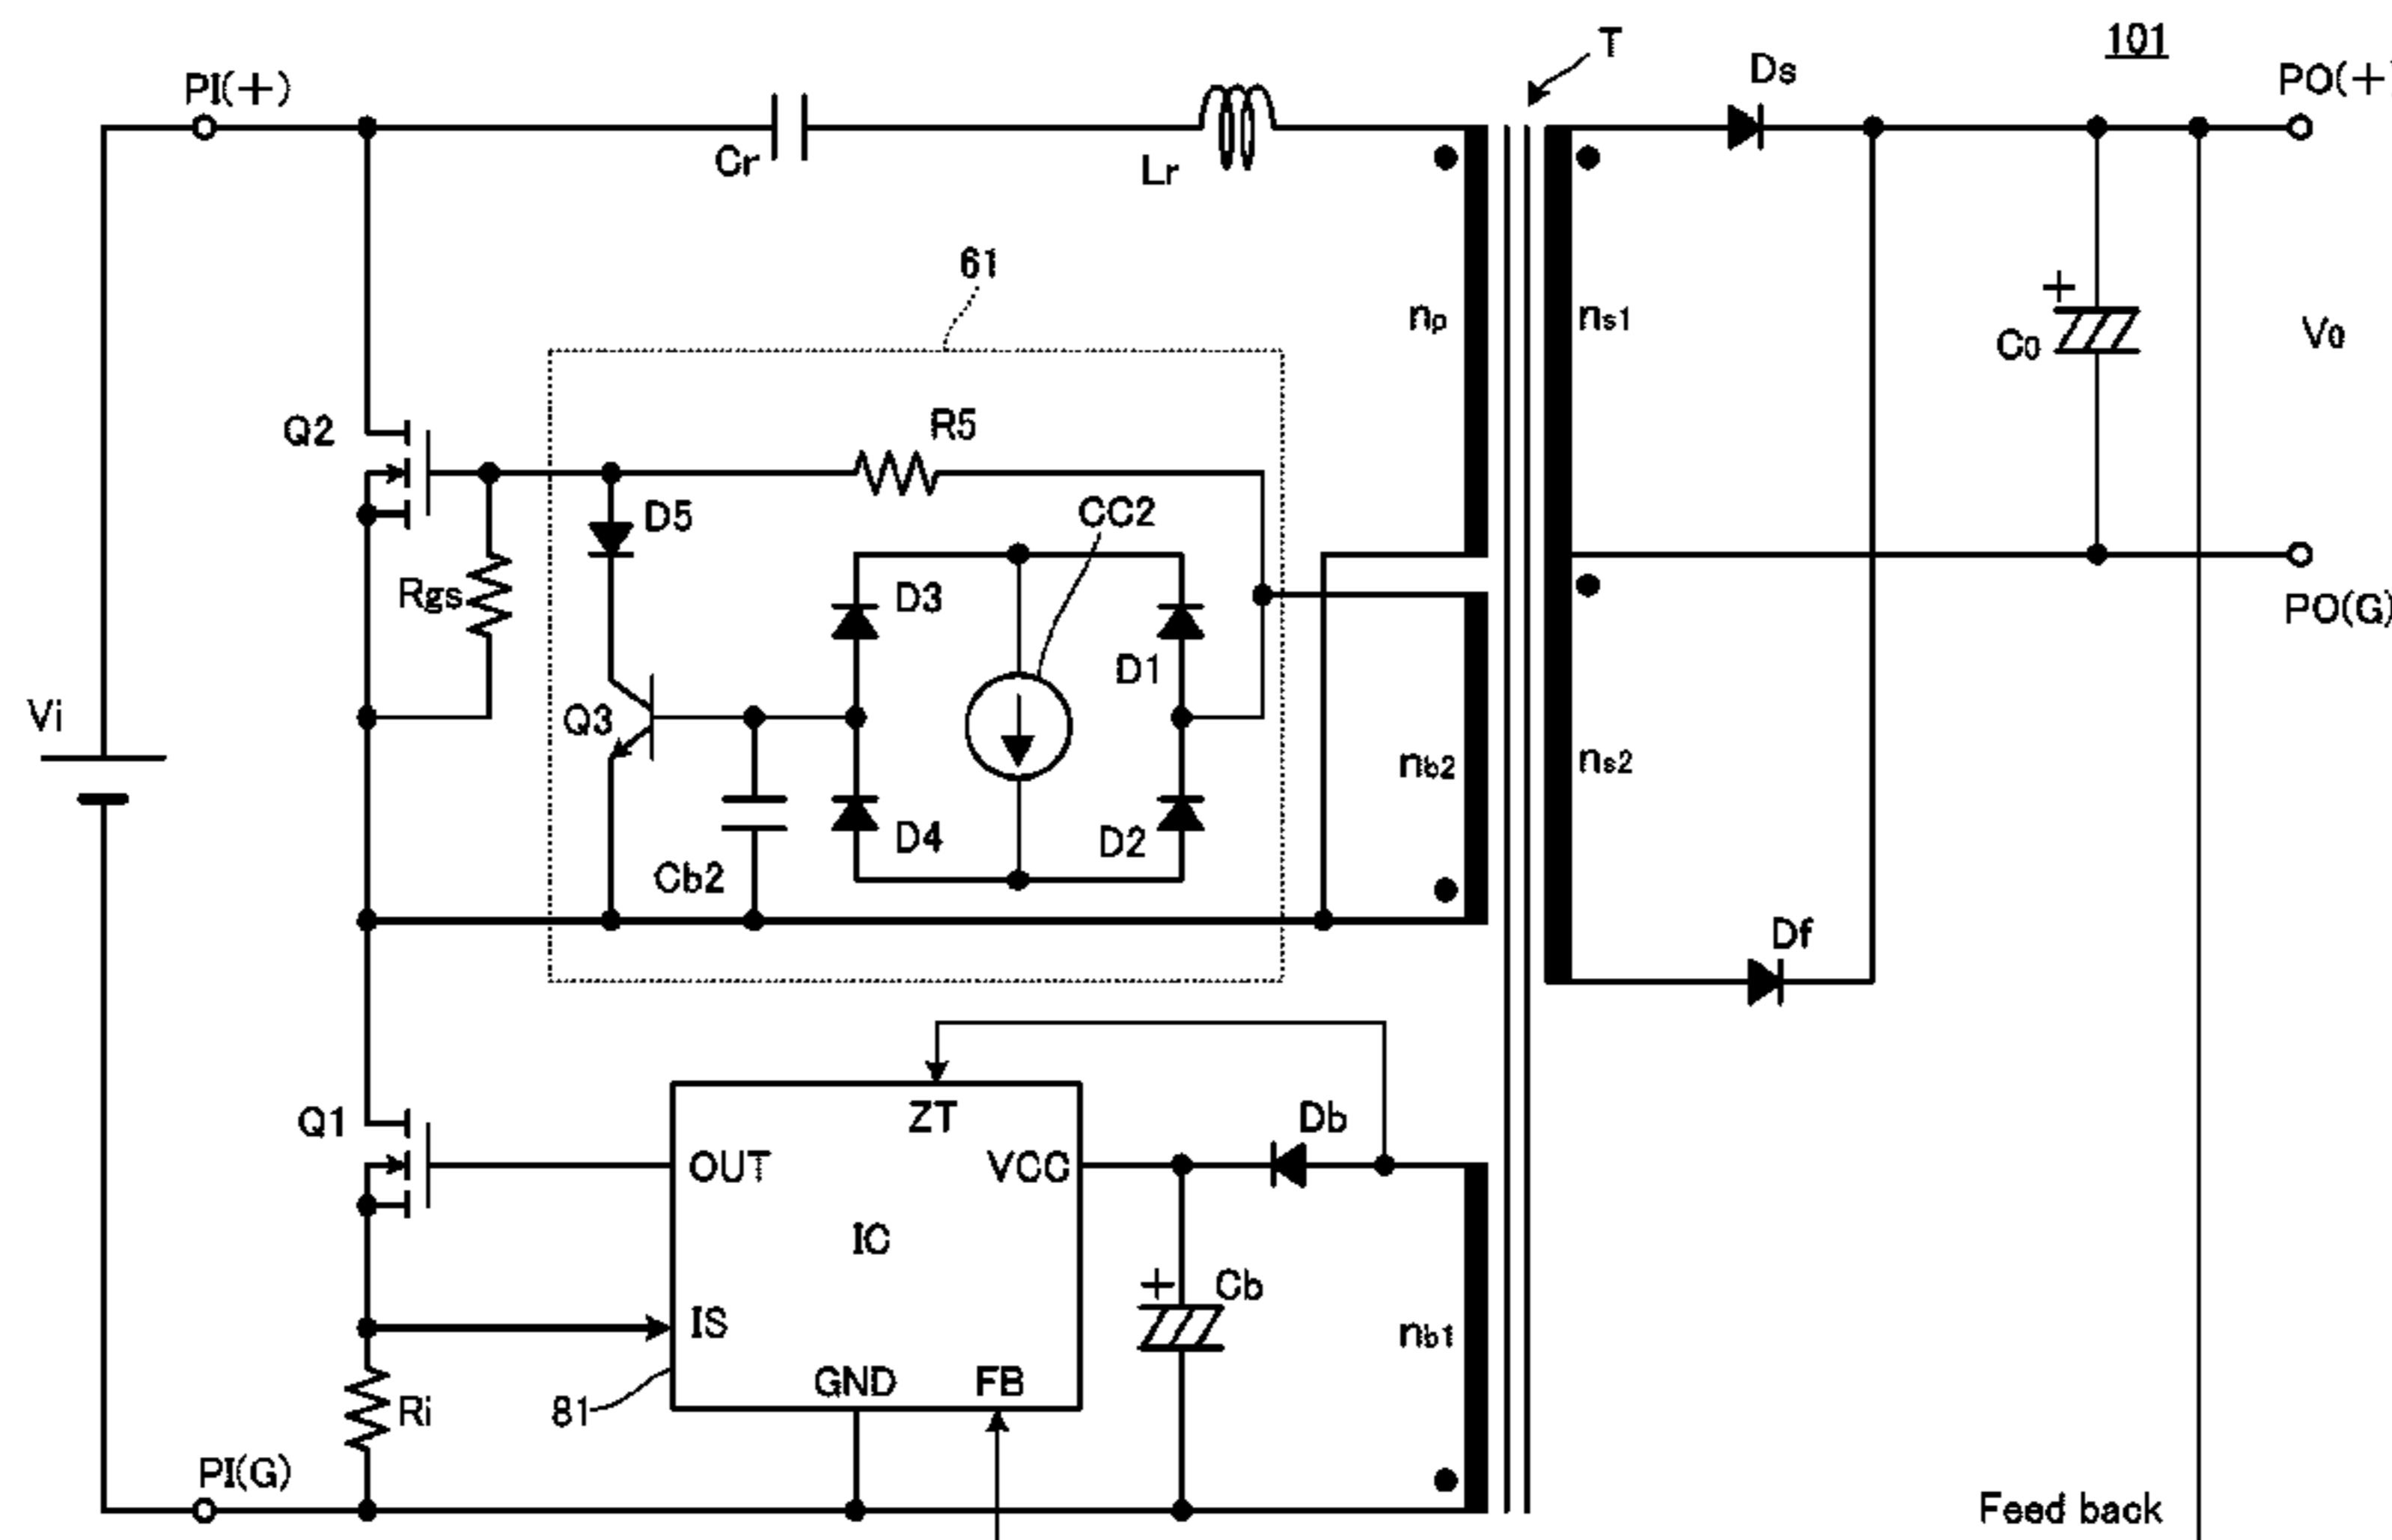 101
T
PI(+)
Ds
PO(+)
Cr
Lr
61
np
ns1
C0
V0
Q2
R5
D5
CC2
Rgs
D3
PO(G)
D1
Vi
Q3
nb2
ns2
D4
D2
Cb2
Df
Q1
ZT
Db
OUT
VCC
IC
Cb
IS
nb1
GND
FB
81
Ri
PI(G)
Feed back